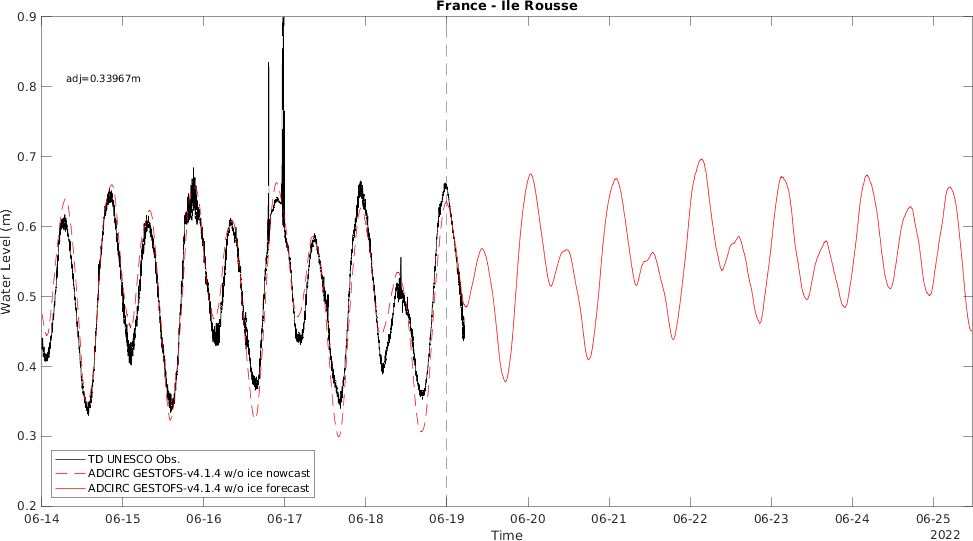 France - Ile Rousse
adj=0.33967m
Water Level (m)
0.9
0.8
0.7
0.6
0.5
0.4
0.3
0.2
TD UNESCO Obs.
ADCIRC GESTOFS-v4.1.4 w/o ice nowcast
ADCIRC GESTOFS-v4.1.4 w/o ice forecast
06-14 06-15 06-16 06-17 06-18 06-19 06-20 06-21 06-22 06-23 06-24 06-25
2022
Time